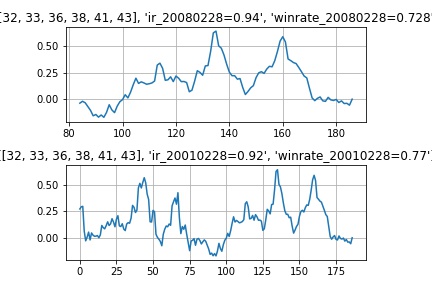 [32, 33, 36, 38, 41, 43], 'ir_20080228=0.94', 'winrate_20080228=0.728'
0.50
0.25
0.00
80 100 120 140 160 180
[[32, 33, 36, 38, 41, 43], 'ir_20010228=0.92', 'winrate_20010228=0.77']
0.50
0.25
0.00
0 25 50 75 100 125 150 175